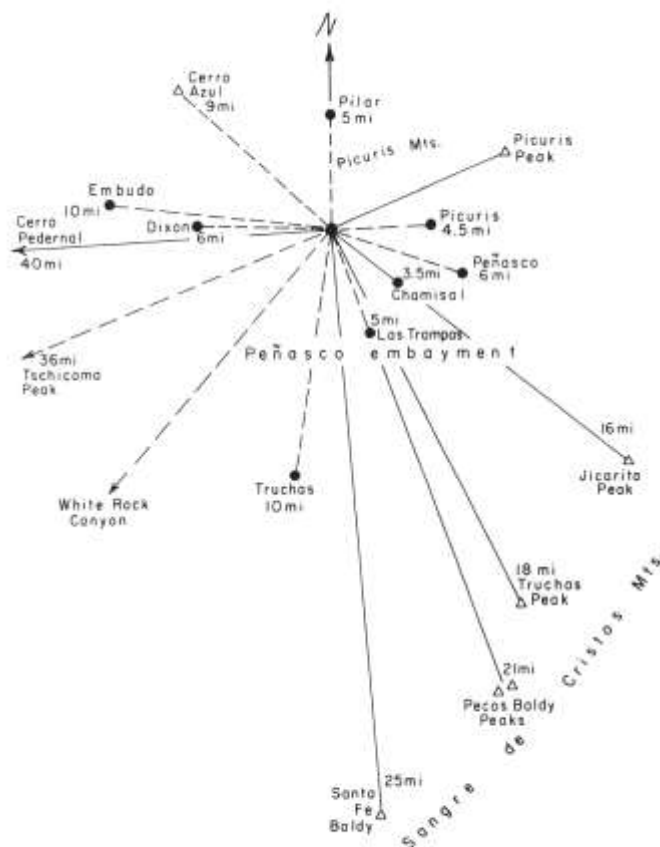 N
Cerro
Azul
9mi
Pilar
5mi
Picuris Mts.
Picuris
Peak
Embudo
10mi
Cerro
Pedernal
40mi
Dixon
6mi
Picuris
4.5mi
Peñasco
6mi
3.5mi
Chamisal
5mi
Las Trampas
Peñasco embayment
36mi
Tschicoma
Peak
16mi
Jicarita
Peak
White Rock
Canyon
Truchas
10mi
18mi
Truchas
Peak
21mi
Pecos Baldy
Peaks
25mi
Santa
Fe
Baldy
Sangre de Cristos Mts.